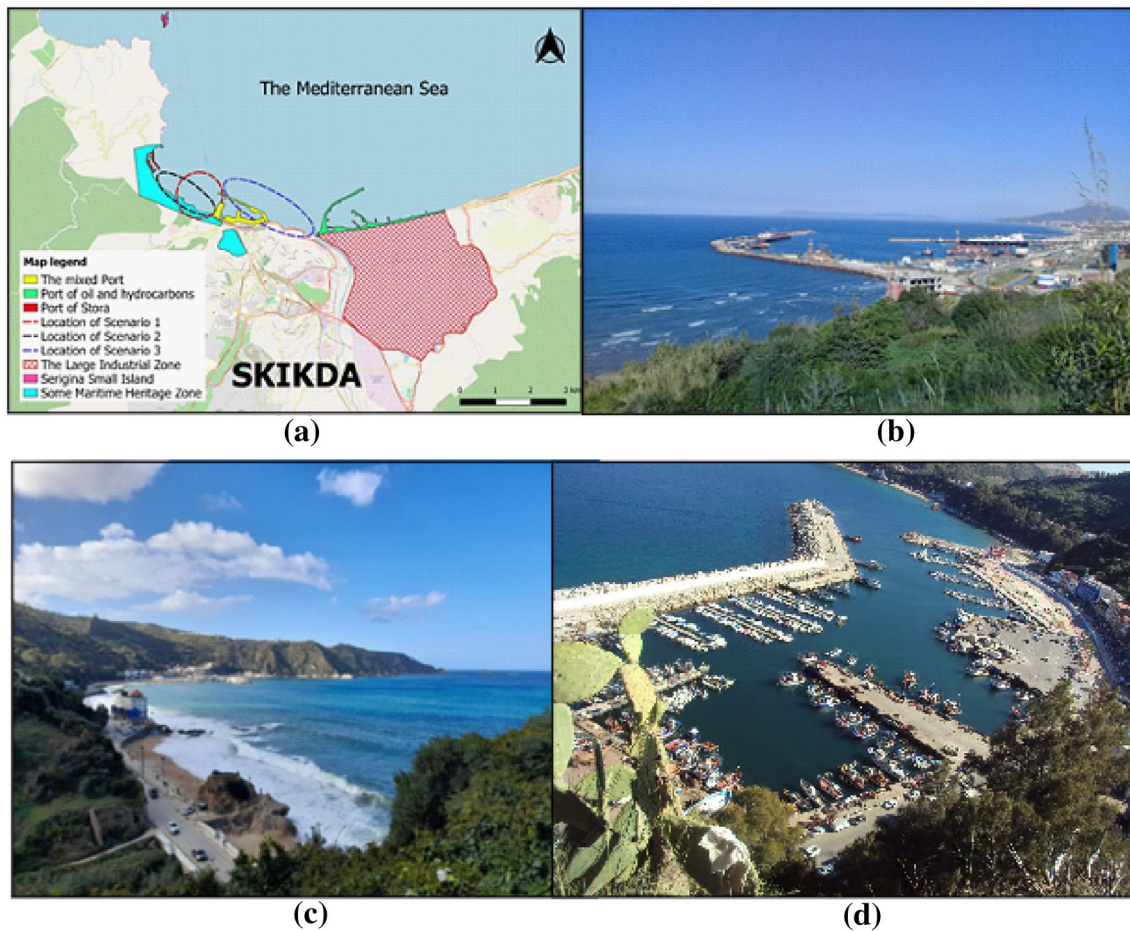 The Mediterranean Sea
Map legend
The mixed Port
Port of oil and hydrocarbons
Port of Stora
Location of Scenario 1
Location of Scenario 2
Location of Scenario 3
The Large Industrial Zone
Serigina Small Island
Some Maritime Heritage Zone
SKIKDA
0 1 2 3 km
(a)
(b)
(c)
(d)